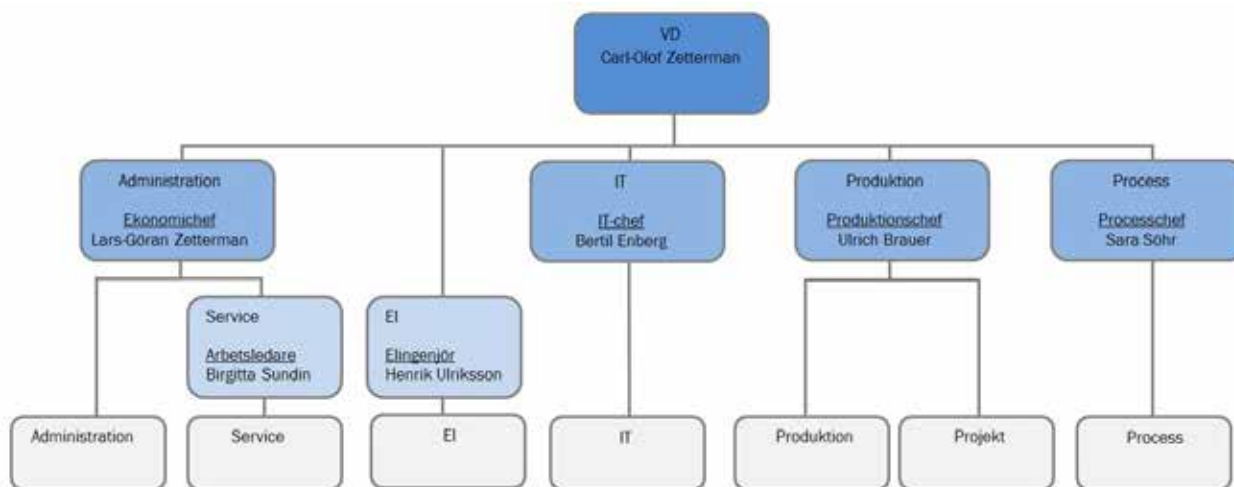 VD
Carl-Olof Zetterman
Administration
Ekonomichef
Lars-Göran Zetterman
IT
IT-chef
Bertil Enberg
Produktion
Produktionschef
Ulrich Brauer
Process
Processchef
Sara Söhr
Service
Arbetsledare
Birgitta Sundin
El
Elingenjör
Henrik Ulriksson
Administration
Service
El
IT
Produktion
Projekt
Process